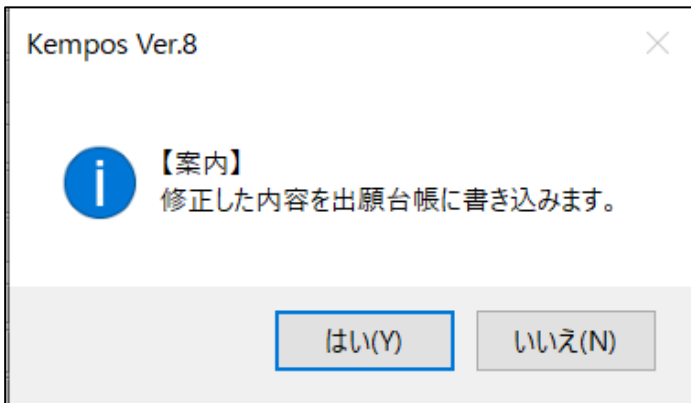 Kempos Ver.8
【案内】
修正した内容を出願台帳に書き込みます。
はい(Y)
いいえ(N)